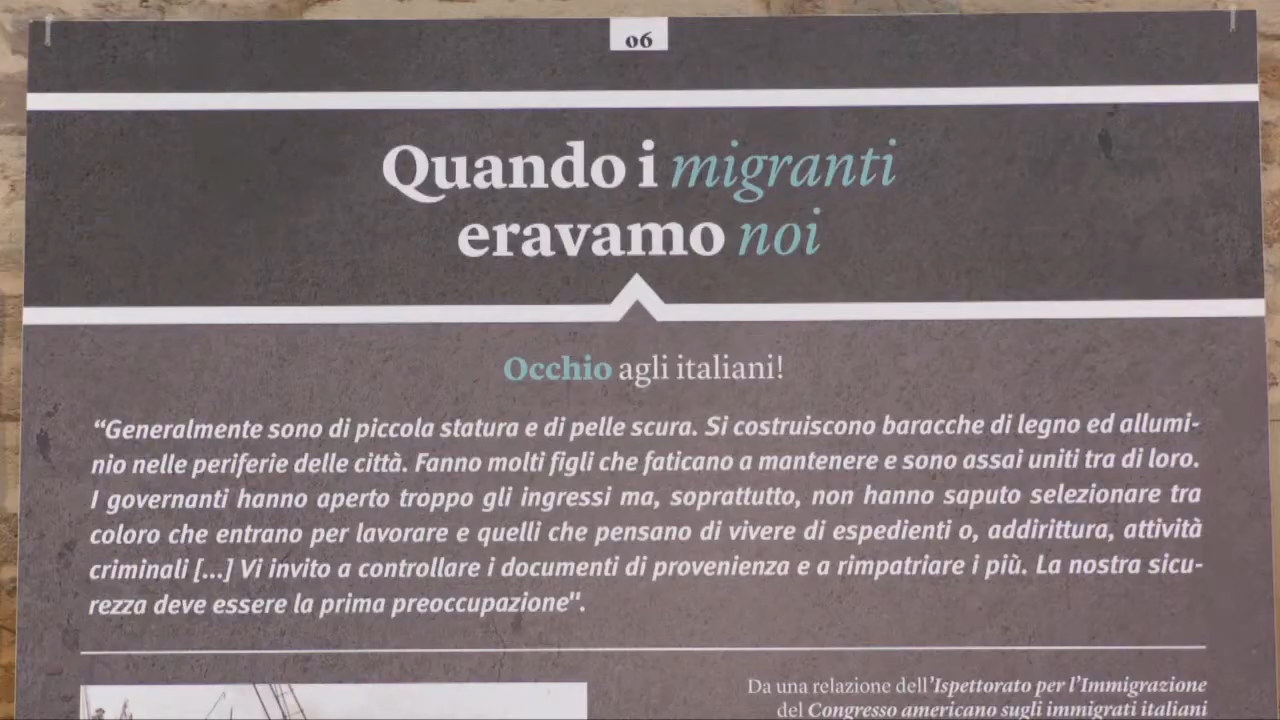 06
Quando i migranti
eravamo noi
Occhio agli italiani!
“Generalmente sono di piccola statura e di pelle scura. Si costruiscono baracche di legno ed allumi-
nio nelle periferie delle città. Fanno molti figli che faticano a mantenere e sono assai uniti tra di loro.
I governanti hanno aperto troppo gli ingressi ma, soprattutto, non hanno saputo selezionare tra
coloro che entrano per lavorare e quelli che pensano di vivere di espedienti o, addirittura, attività
criminali [...] Vi invito a controllare i documenti di provenienza e a rimpatriare i più. La nostra sicu-
rezza deve essere la prima preoccupazione".
Da una relazione dell'Ispettorato per l'Immigrazione
del Congresso americano sugli immigrati italiani